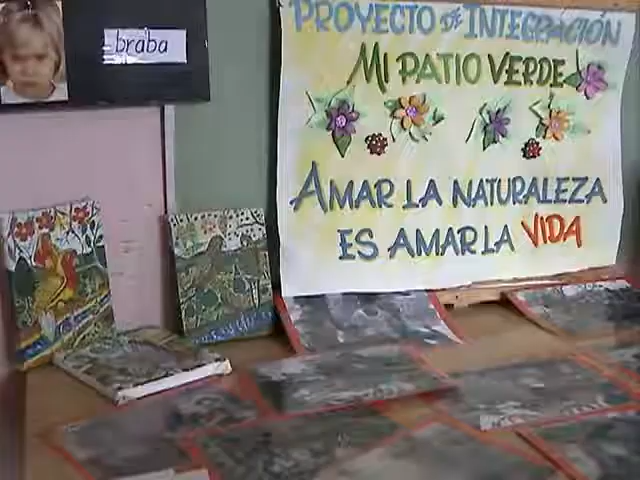 braba
PROYECTO DE INTEGRACIÓN
MI PATIO VERDE
AMAR LA NATURALEZA
ES AMAR LA VIDA